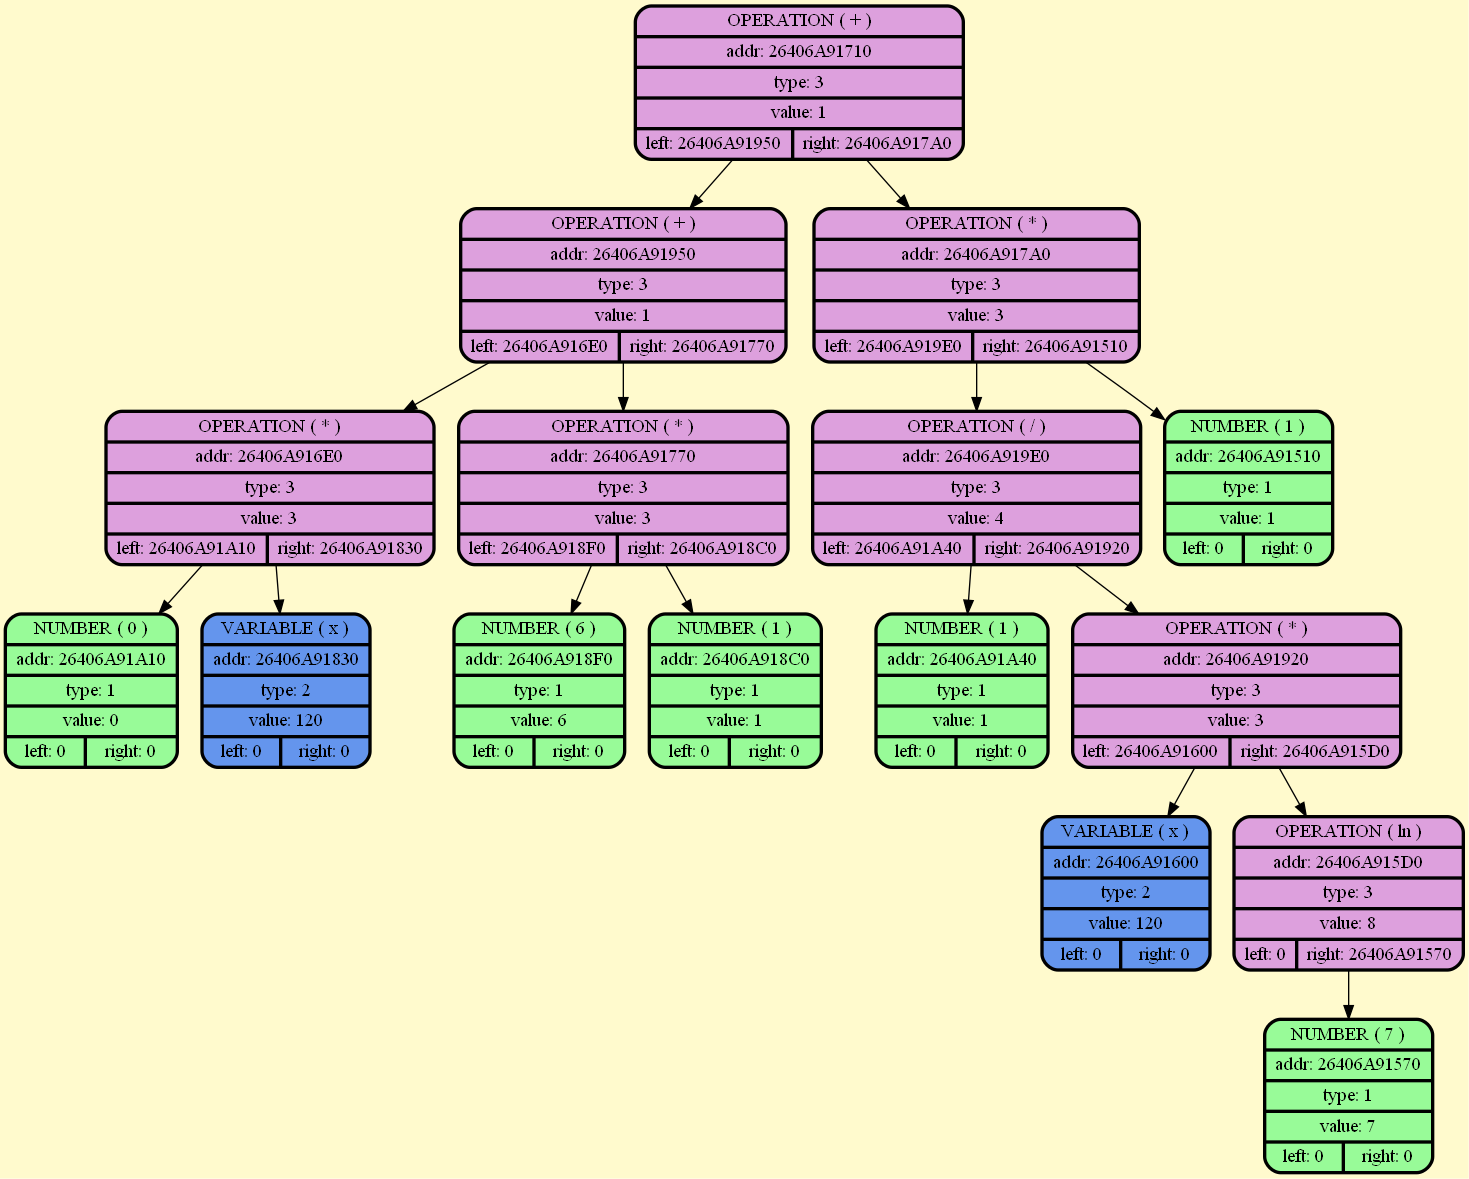 OPERATION ( + )
addr: 26406A91710
type: 3
value: 1
left: 26406A91950
right: 26406A917A0
OPERATION ( + )
addr: 26406A91950
type: 3
value: 1
left: 26406A916E0
right: 26406A91770
OPERATION ( * )
addr: 26406A917A0
type: 3
value: 3
left: 26406A919E0
right: 26406A91510
OPERATION ( * )
addr: 26406A916E0
type: 3
value: 3
left: 26406A91A10
right: 26406A91830
OPERATION ( * )
addr: 26406A91770
type: 3
value: 3
left: 26406A918F0
right: 26406A918C0
OPERATION ( / )
addr: 26406A919E0
type: 3
value: 4
left: 26406A91A40
right: 26406A91920
NUMBER ( 1 )
addr: 26406A91510
type: 1
value: 1
left: 0
right: 0
NUMBER ( 0 )
addr: 26406A91A10
type: 1
value: 0
left: 0
right: 0
VARIABLE ( x )
addr: 26406A91830
type: 2
value: 120
left: 0
right: 0
NUMBER ( 6 )
addr: 26406A918F0
type: 1
value: 6
left: 0
right: 0
NUMBER ( 1 )
addr: 26406A918C0
type: 1
value: 1
left: 0
right: 0
NUMBER ( 1 )
addr: 26406A91A40
type: 1
value: 1
left: 0
right: 0
OPERATION ( * )
addr: 26406A91920
type: 3
value: 3
left: 26406A91600
right: 26406A915D0
VARIABLE ( x )
addr: 26406A91600
type: 2
value: 120
left: 0
right: 0
OPERATION ( ln )
addr: 26406A915D0
type: 3
value: 8
left: 0
right: 26406A91570
NUMBER ( 7 )
addr: 26406A91570
type: 1
value: 7
left: 0
right: 0